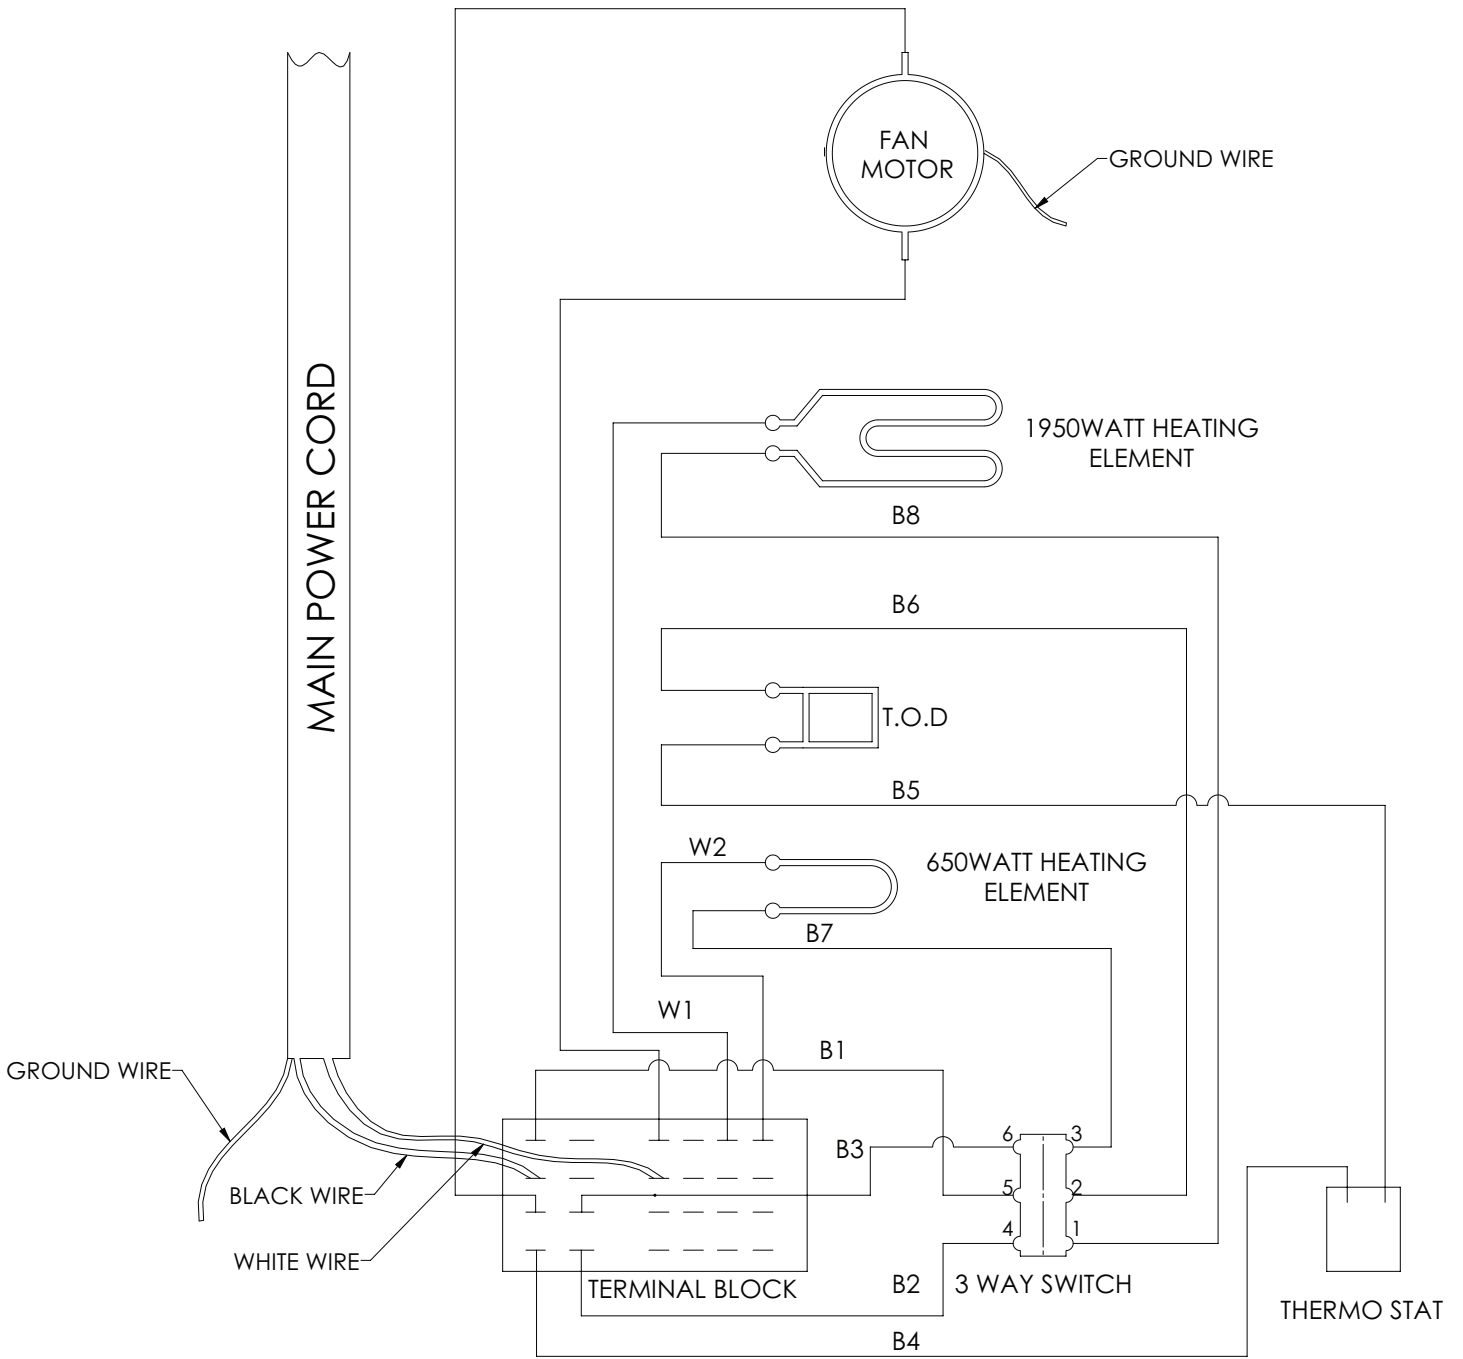 FAN
MOTOR
GROUND WIRE
MAIN POWER CORD
1950WATT HEATING
ELEMENT
B8
B6
T.O.D
B5
W2
650WATT HEATING
ELEMENT
B7
W1
B1
GROUND WIRE
6
3
B3
BLACK WIRE
5
2
4
1
WHITE WIRE
TERMINAL BLOCK
B2
3 WAY SWITCH
THERMO STAT
B4